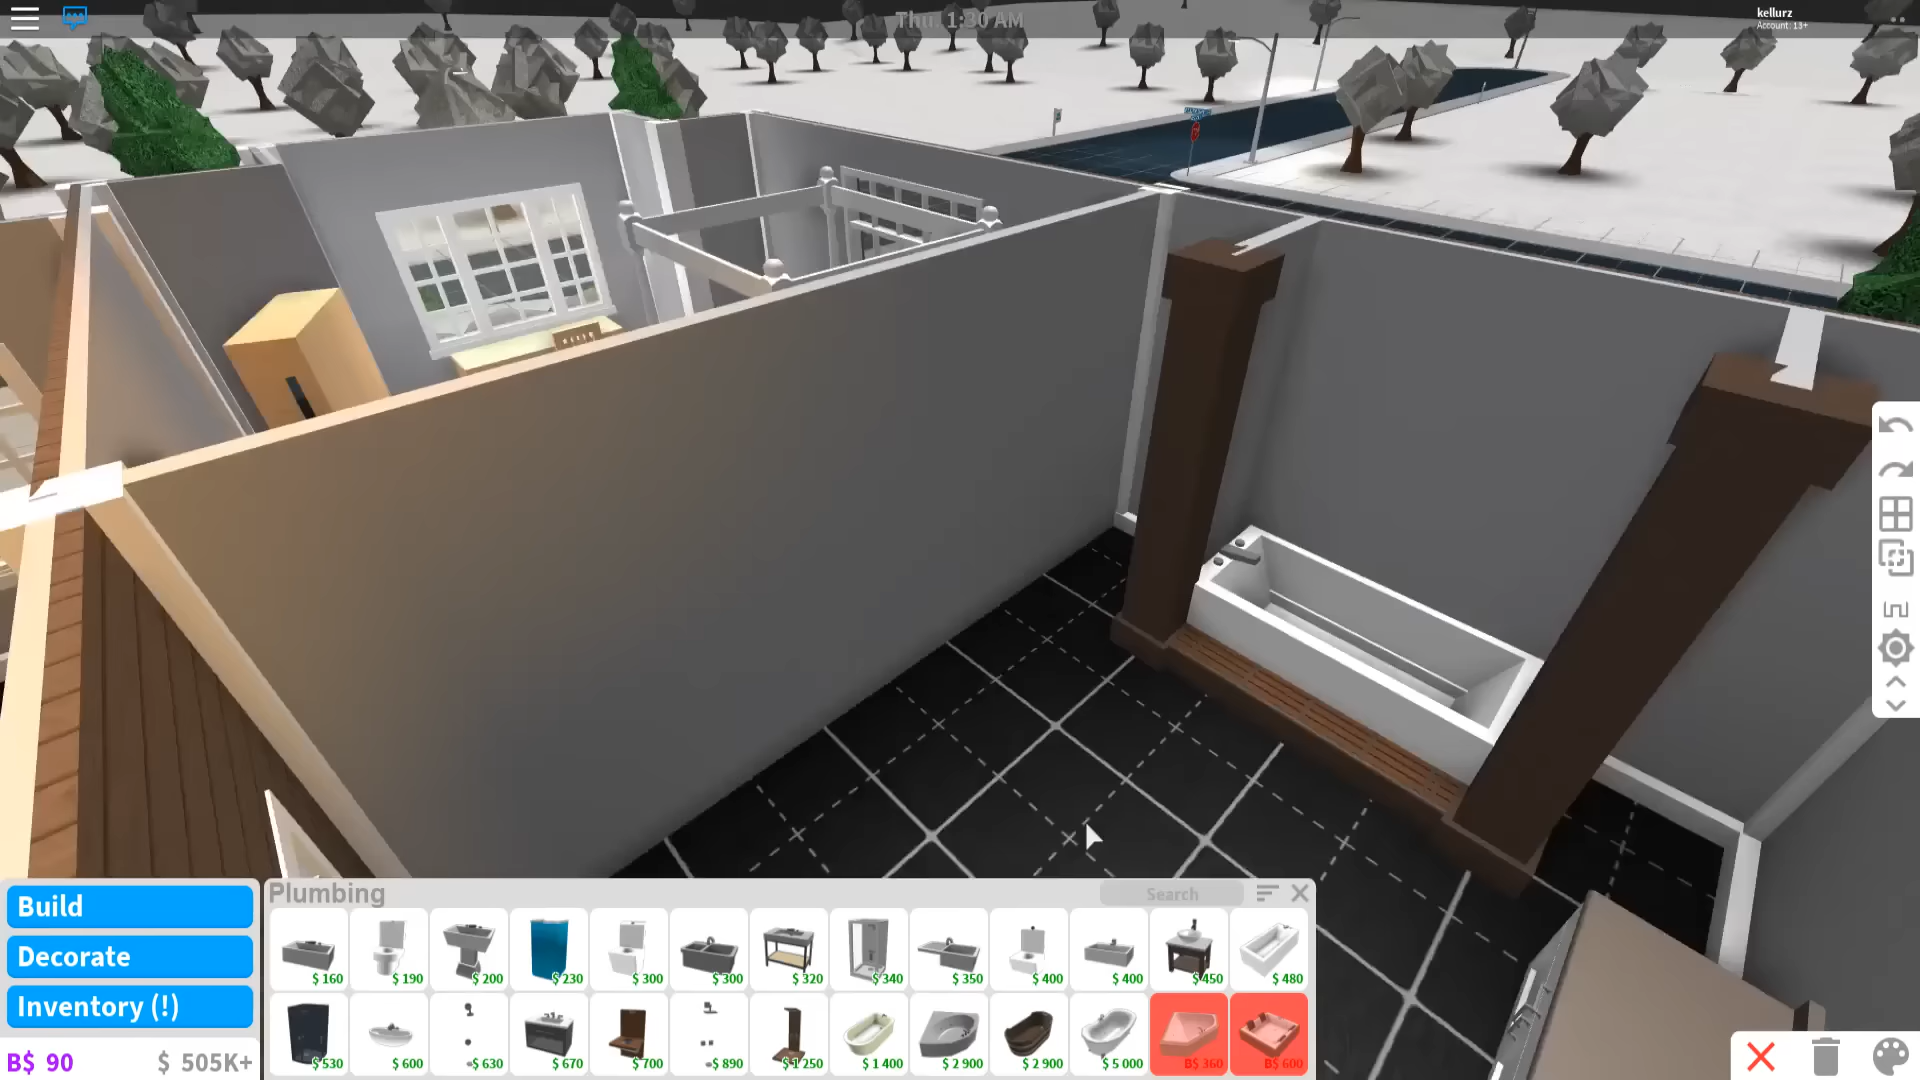 Thu. 1:30 AM
kellurz
Account: 13+
Build
Decorate
Inventory (!)
B$ 90
$ 505K+
Plumbing
Search
$ 160
$ 190
$ 200
$ 230
$ 300
$ 300
$ 320
$ 340
$ 350
$ 400
$ 400
$ 450
$ 480
$ 530
$ 600
$ 630
$ 670
$ 700
$ 890
$ 1 250
$ 1 400
$ 2 900
$ 2 900
$ 5 000
B$ 360
B$ 600